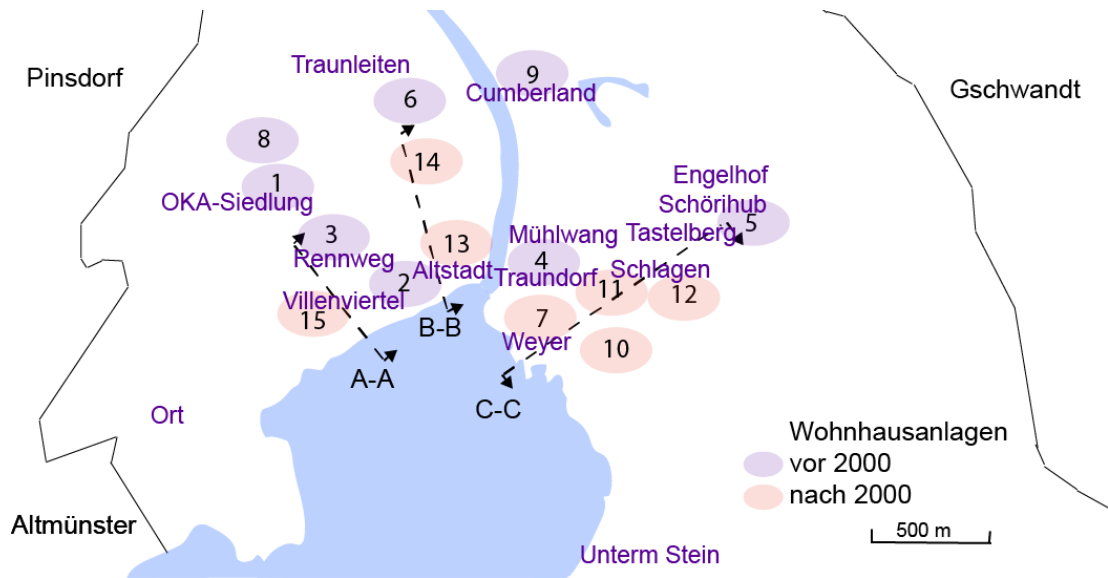 Pinsdorf
Traunleiten
9
Cumberland
Gschwandt
6
8
14
1
OKA-Siedlung
Engelhof
Schörihub
5
3
Rennweg
13
Altstadt
Mühlwang
Tastelberg
4
Traundorf
Schlagen
2
Villenviertel
15
11
12
7
Weyer
10
B-B
A-A
C-C
Ort
Wohnhausanlagen
vor 2000
nach 2000
Altmünster
500 m
Unterm Stein